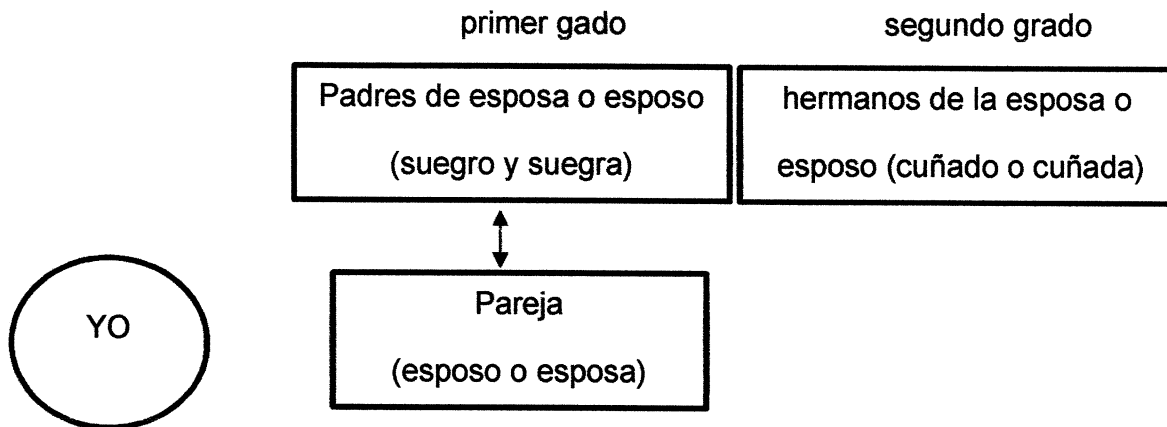 primer gado
segundo grado
Padres de esposa o esposo
(suegro y suegra)
hermanos de la esposa o
esposo (cuñado o cuñada)
YO
Pareja
(esposo o esposa)